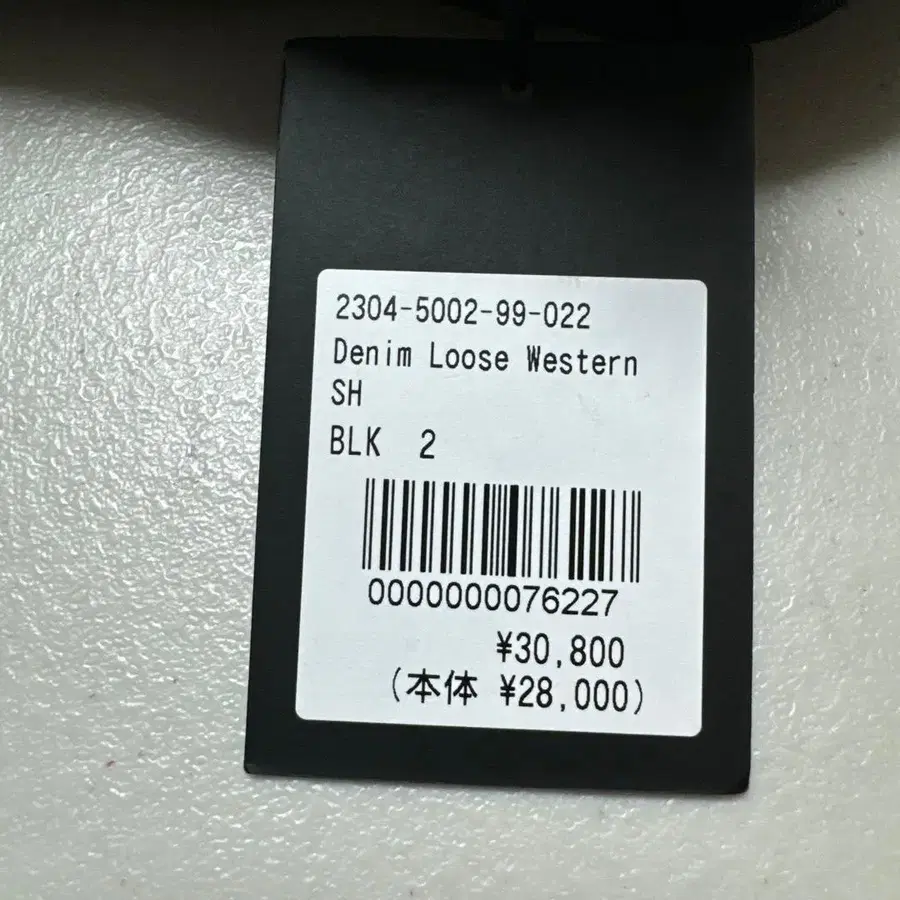 2304-5002-99-022
Denim Loose Western
SH
BLK 2
0000000076227
¥30,800
(本体 ¥28,000)